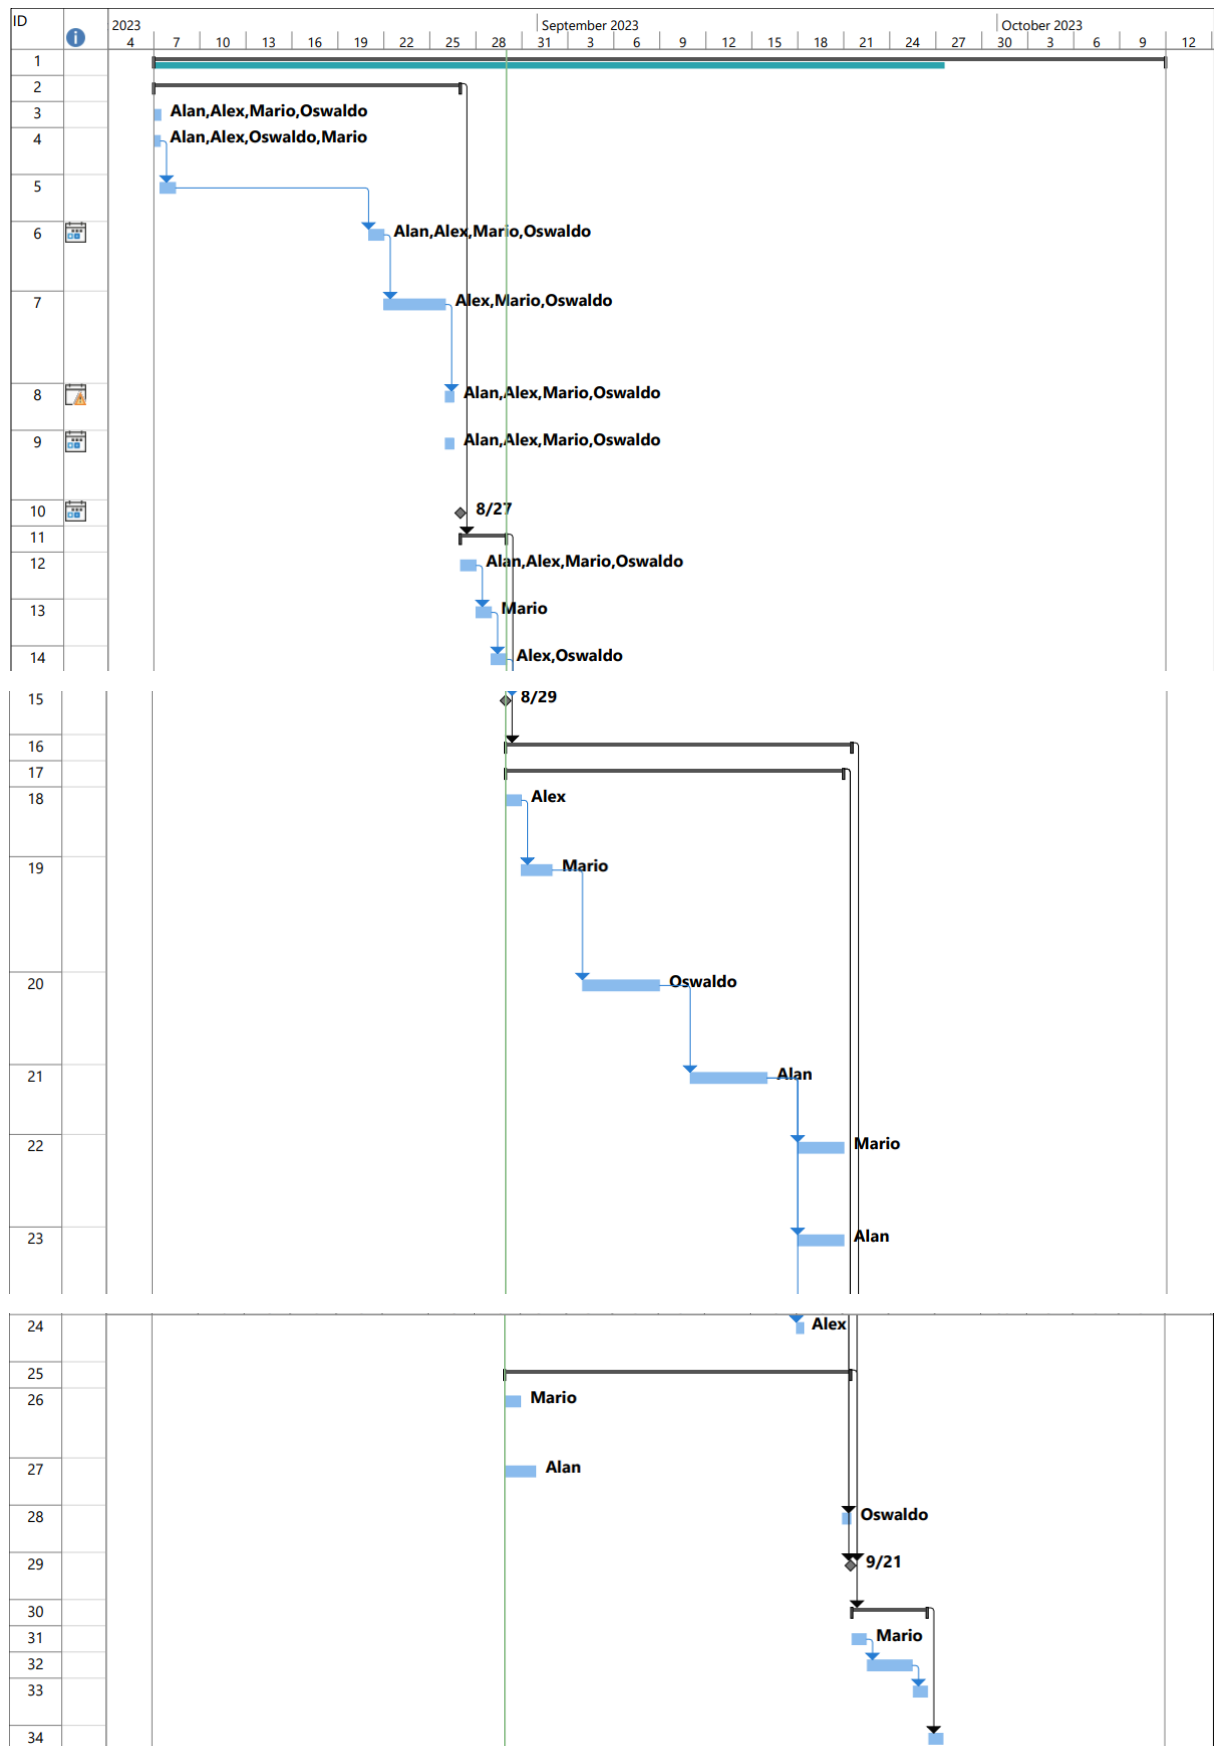 ID
2023 September 2023 October 2023
4 7 10 13 16 19 22 25 28 31 3 6 9 12 15 18 21 24 27 30 3 6 9 12
1
2
3 Alan,Alex,Mario,Oswaldo
4 Alan,Alex,Oswaldo,Mario
5
6 Alan,Alex,Mario,Oswaldo
7 Alex,Mario,Oswaldo
8 Alan,Alex,Mario,Oswaldo
9 Alan,Alex,Mario,Oswaldo
10 8/27
11
12 Alan,Alex,Mario,Oswaldo
13 Mario
14 Alex,Oswaldo
15 8/29
16
17
18 Alex
19 Mario
20 Oswaldo
21 Alan
22 Mario
23 Alan
24 Alex
25
26 Mario
27 Alan
28 Oswaldo
29 9/21
30
31 Mario
32
33
34